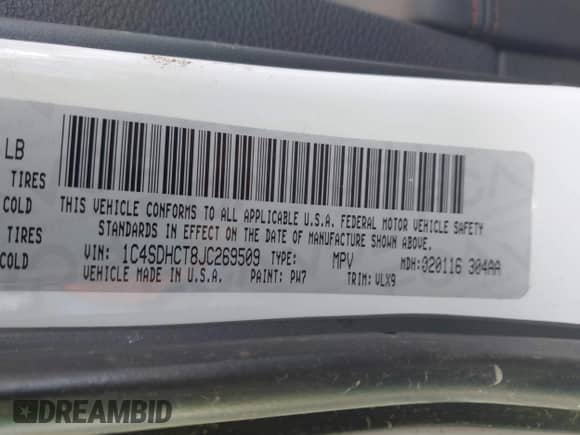 LB
TIRES
COLD
TIRES
COLD
THIS VEHICLE CONFORMS TO ALL APPLICABLE U.S.A. FEDERAL MOTOR VEHICLE SAFETY
STANDARDS IN EFFECT ON THE DATE OF MANUFACTURE SHOWN ABOVE.
VIN: 1C4SDHCT8JC269509 TYPE: MPV MDH: 020116 304AA
VEHICLE MADE IN U.S.A. PAINT: PW7 TRIM: VLX9
DREAMBID